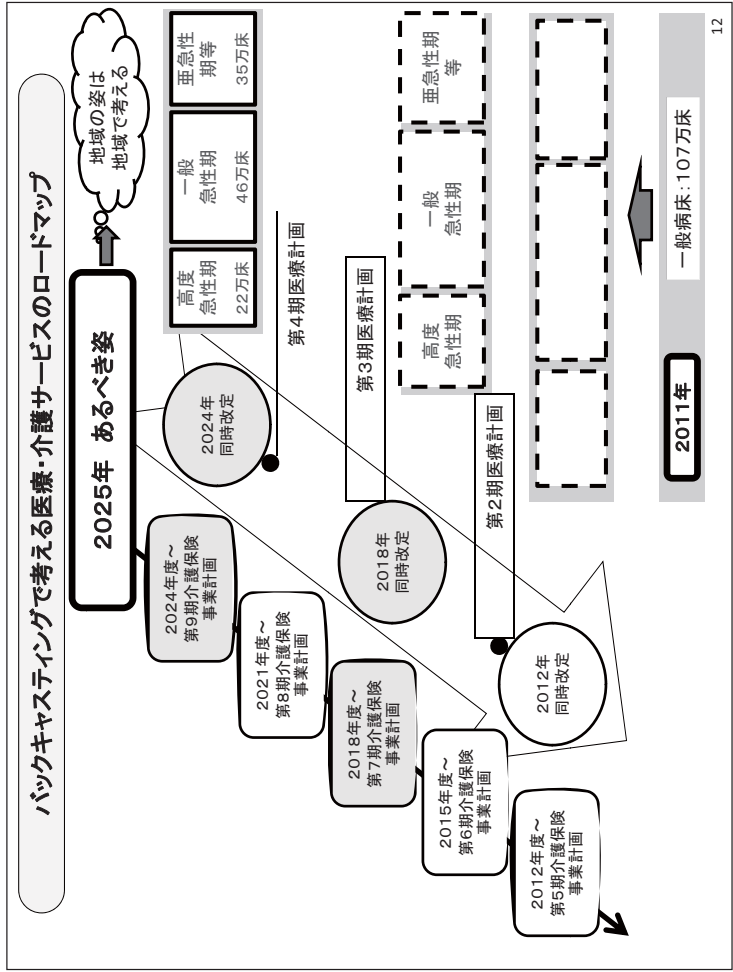 バックキャスティングで考える医療・介護サービスのロードマップ
2025年 あるべき姿
地域の姿は
地域で考える
高度
急性期
22万床
一般
急性期
46万床
亜急性
期等
35万床
2024年度~
第9期介護保険
事業計画
2024年
同時改定
第4期医療計画
2021年度~
第8期介護保険
事業計画
2018年度~
第7期介護保険
事業計画
2018年
同時改定
第3期医療計画
高度
急性期
一般
急性期
亜急性期
等
2015年度~
第6期介護保険
事業計画
第2期医療計画
2012年度~
第5期介護保険
事業計画
2012年
同時改定
2011年
一般病床:107万床
12